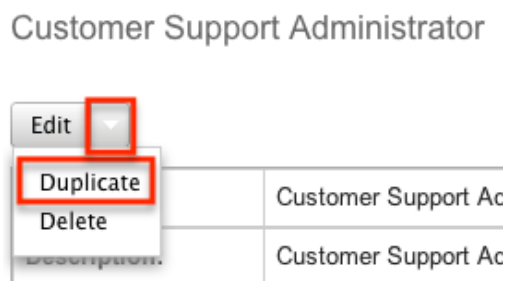 Customer Support Administrator
Edit
Duplicate
Customer Support Ac
Delete
Description:
Customer Support Ac